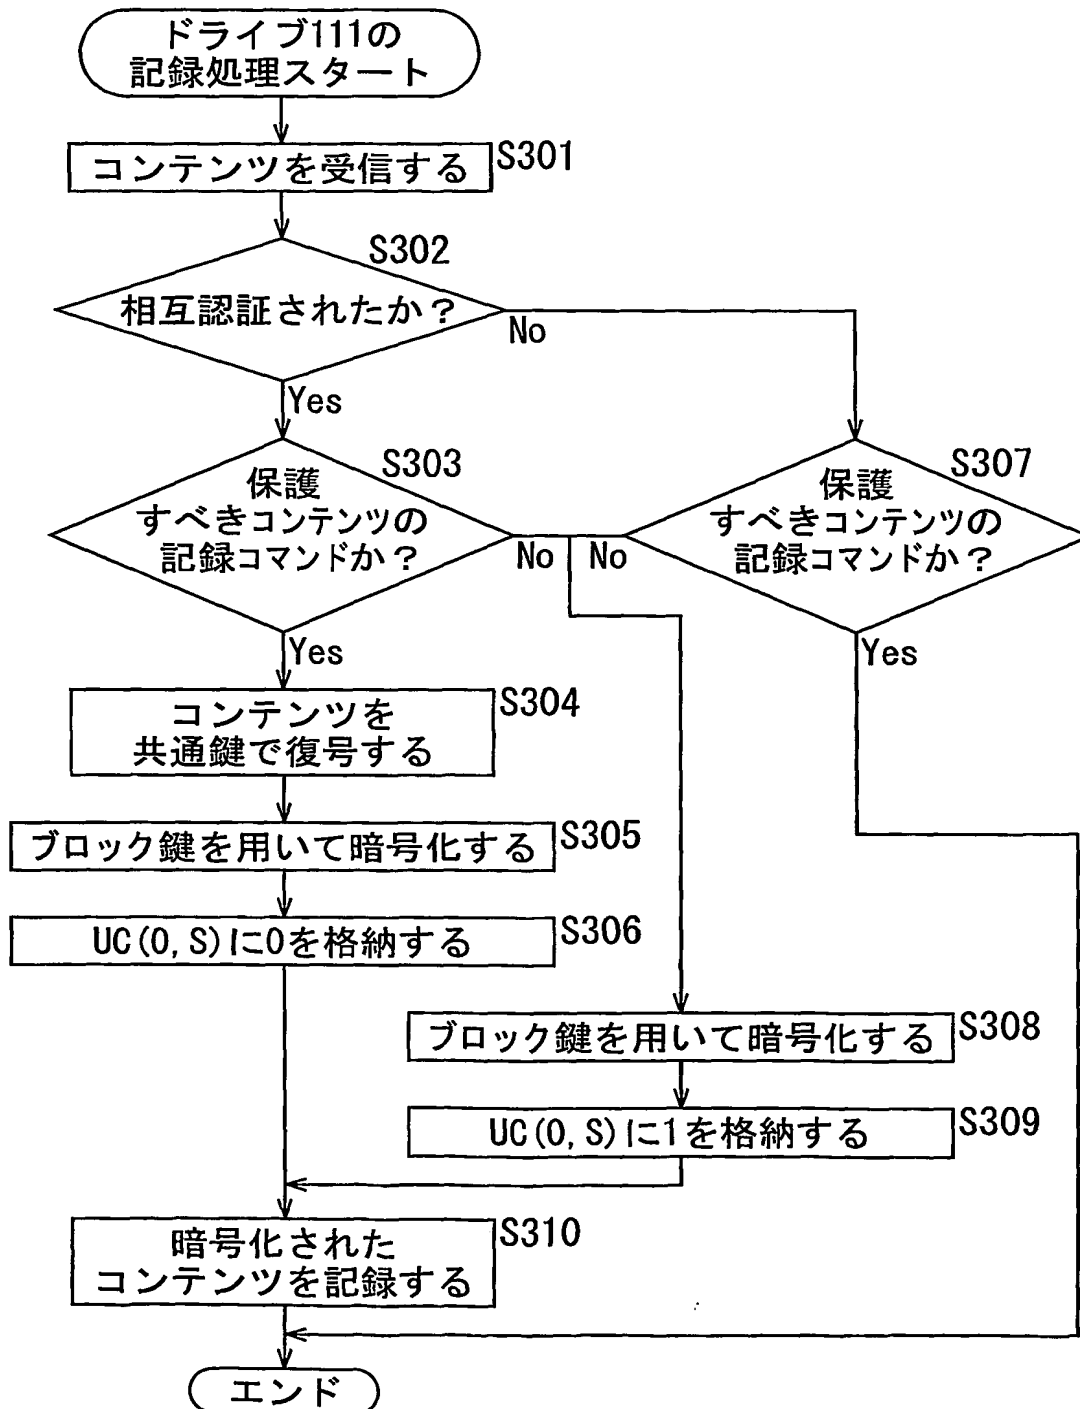 ドライブ111の
記録処理スタート
コンテンツを受信する
S301
S302
相互認証されたか?
No
Yes
S303
保護
すべきコンテンツの
記録コマンドか?
No
No
S307
保護
すべきコンテンツの
記録コマンドか?
Yes
Yes
コンテンツを
共通鍵で復号する
S304
ブロック鍵を用いて暗号化する
S305
UC(0,S)に0を格納する
S306
ブロック鍵を用いて暗号化する
S308
UC(0,S)に1を格納する
S309
暗号化された
コンテンツを記録する
S310
エンド